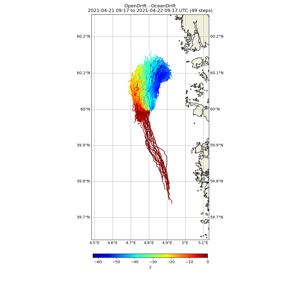 OpenDrift - OceanDrift
2021-04-21 09:17 to 2021-04-22 09:17 UTC (49 steps)
60.2°N 60.2°N
60.1°N 60.1°N
60°N 60°N
59.9°N 59.9°N
59.8°N 59.8°N
59.7°N 59.7°N
4.5°E 4.6°E 4.7°E 4.8°E 4.9°E 5°E 5.1°E
−60 −50 −40 −30 −20 −10 0
z